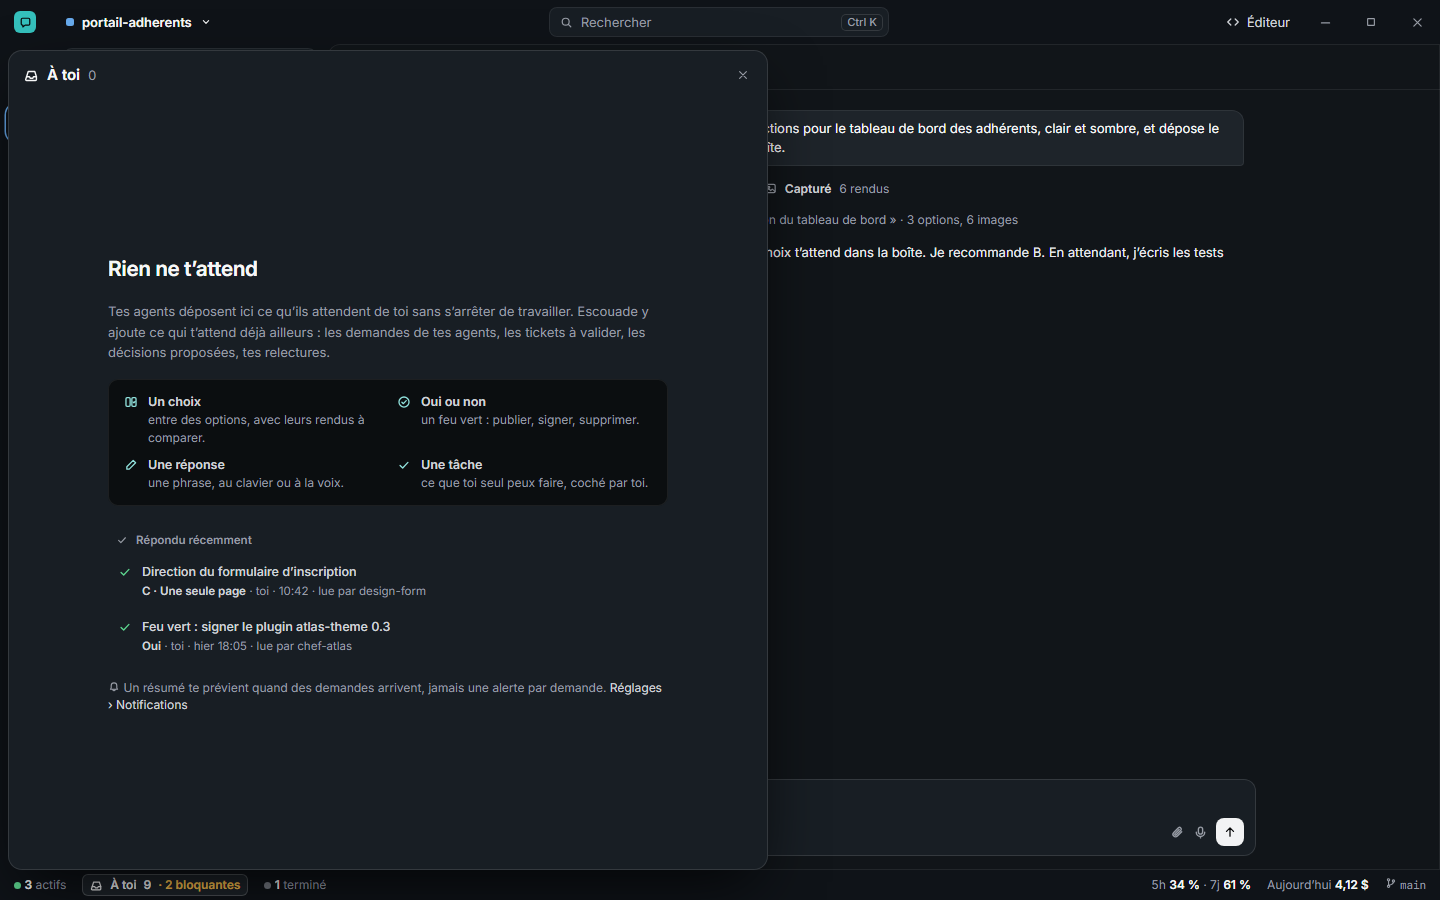 portail-adherents
Rechercher
Ctrl K
Éditeur
À toi 0
ctions pour le tableau de bord des adhérents, clair et sombre, et dépose le
îte.
Capturé 6 rendus
n du tableau de bord » · 3 options, 6 images
hoix t’attend dans la boîte. Je recommande B. En attendant, j’écris les tests
Rien ne t’attend
Tes agents déposent ici ce qu’ils attendent de toi sans s’arrêter de travailler. Escouade y
ajoute ce qui t’attend déjà ailleurs : les demandes de tes agents, les tickets à valider, les
décisions proposées, tes relectures.
Un choix
entre des options, avec leurs rendus à
comparer.
Oui ou non
un feu vert : publier, signer, supprimer.
Une réponse
une phrase, au clavier ou à la voix.
Une tâche
ce que toi seul peux faire, coché par toi.
Répondu récemment
Direction du formulaire d’inscription
C · Une seule page · toi · 10:42 · lue par design-form
Feu vert : signer le plugin atlas-theme 0.3
Oui · toi · hier 18:05 · lue par chef-atlas
Un résumé te prévient quand des demandes arrivent, jamais une alerte par demande. Réglages
› Notifications
3 actifs
À toi 9 · 2 bloquantes
1 terminé
5h 34 % · 7j 61 %
Aujourd’hui 4,12 $
main